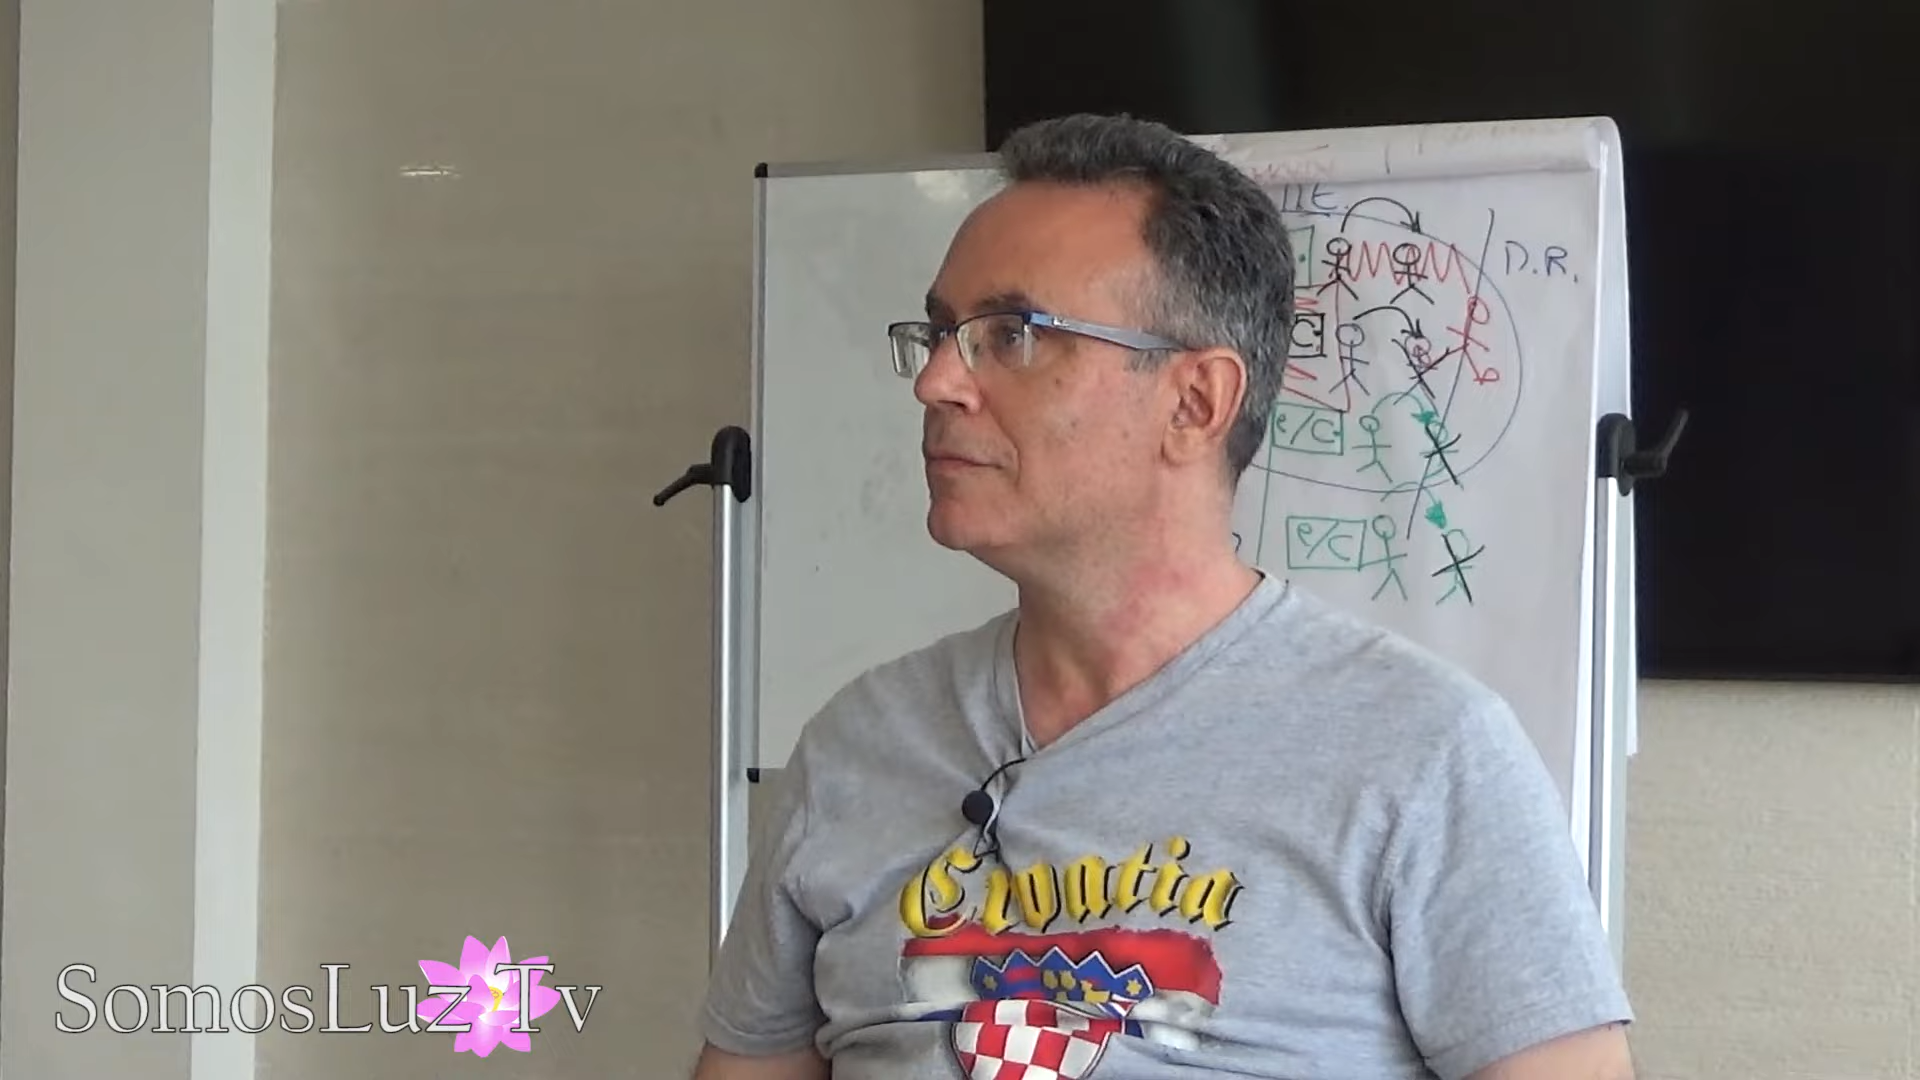 D.R.
C
e/C
e/C
Croatia
SomosLuz Tv